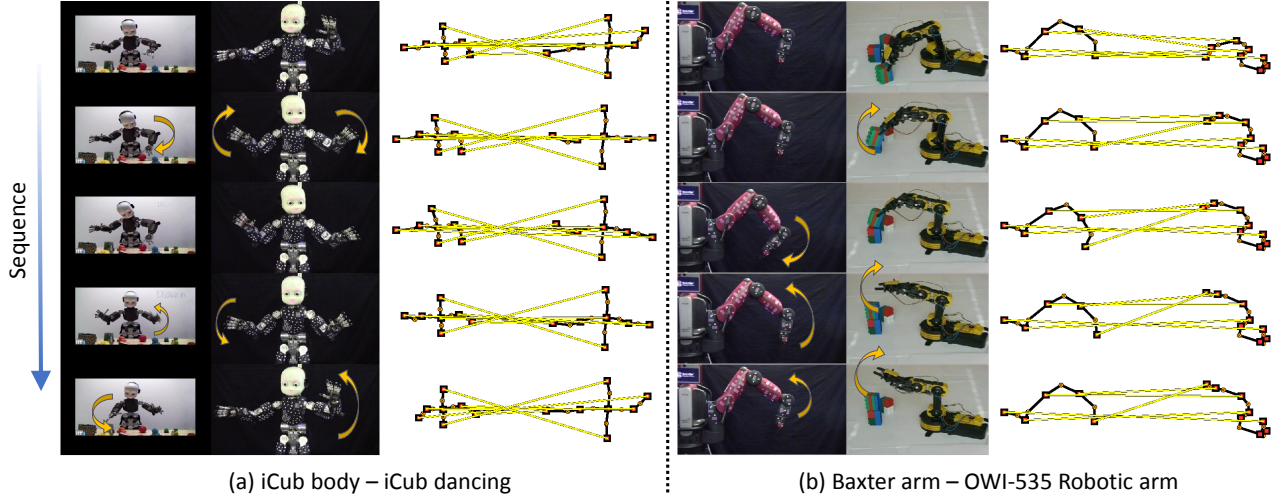 Sequence
(a) iCub body – iCub dancing
(b) Baxter arm – OWI-535 Robotic arm